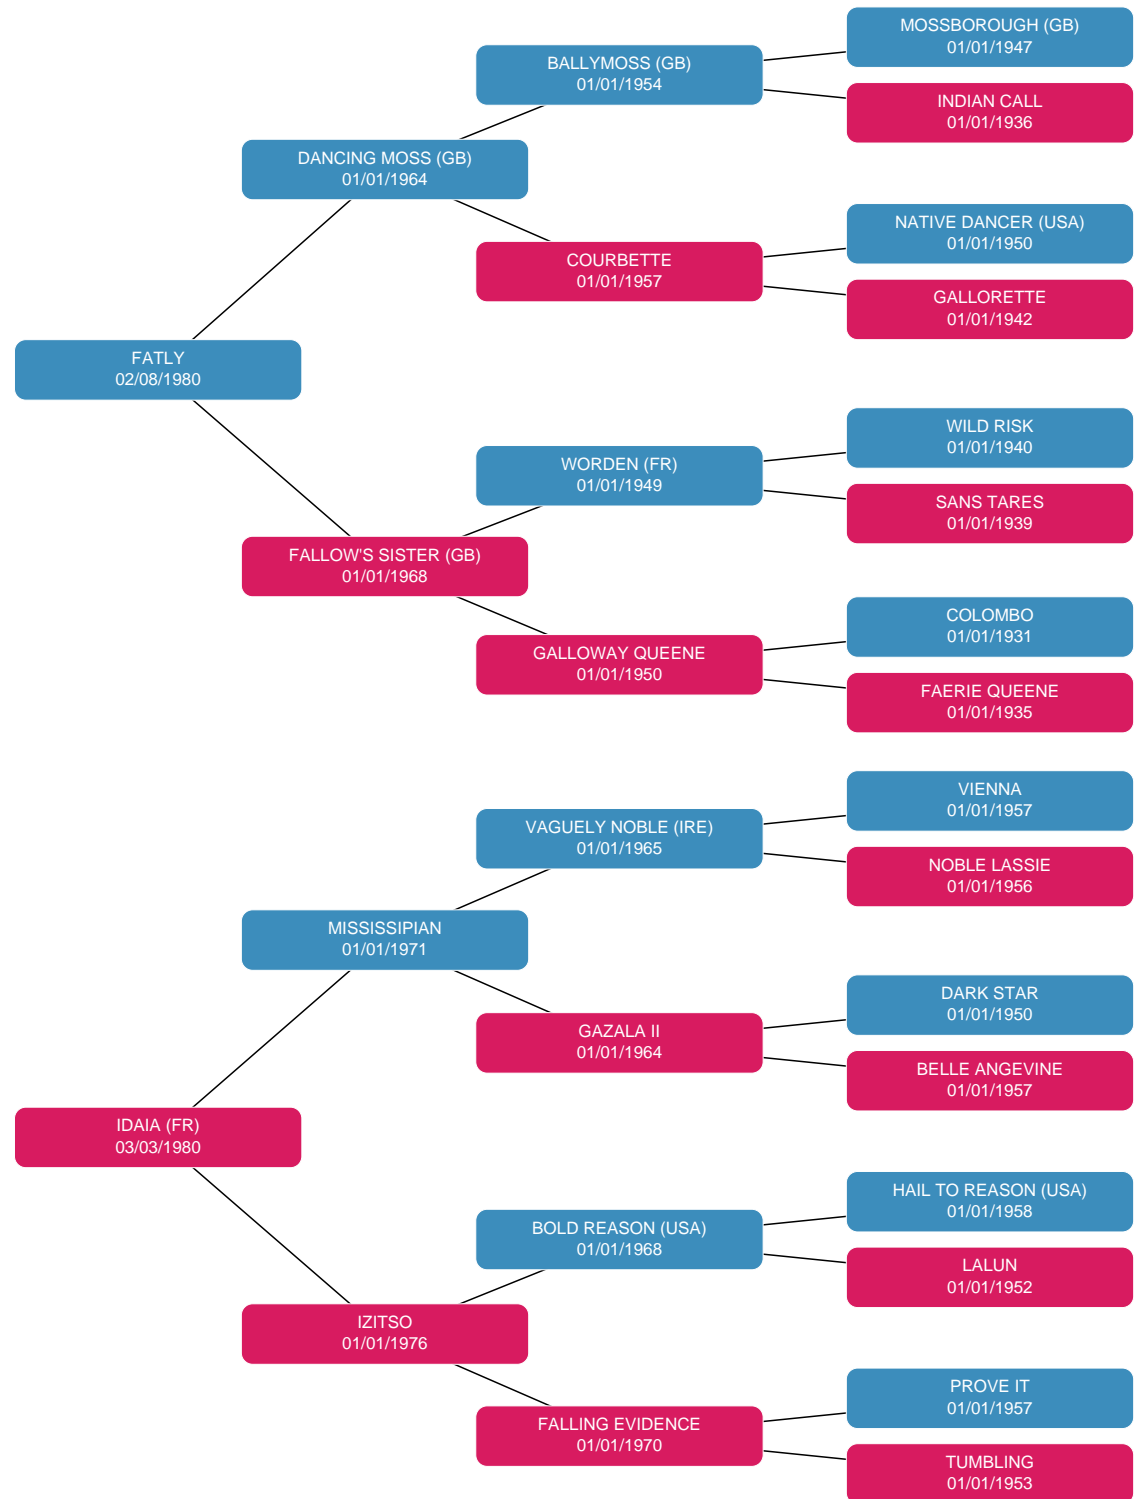 MOSSBOROUGH (GB)
01/01/1947
BALLYMOSS (GB)
01/01/1954
INDIAN CALL
01/01/1936
DANCING MOSS (GB)
01/01/1964
NATIVE DANCER (USA)
01/01/1950
COURBETTE
01/01/1957
GALLORETTE
01/01/1942
FATLY
02/08/1980
WILD RISK
01/01/1940
WORDEN (FR)
01/01/1949
SANS TARES
01/01/1939
FALLOW'S SISTER (GB)
01/01/1968
COLOMBO
01/01/1931
GALLOWAY QUEENE
01/01/1950
FAERIE QUEENE
01/01/1935
VIENNA
01/01/1957
VAGUELY NOBLE (IRE)
01/01/1965
NOBLE LASSIE
01/01/1956
MISSISSIPIAN
01/01/1971
DARK STAR
01/01/1950
GAZALA II
01/01/1964
BELLE ANGEVINE
01/01/1957
IDAIA (FR)
03/03/1980
HAIL TO REASON (USA)
01/01/1958
BOLD REASON (USA)
01/01/1968
LALUN
01/01/1952
IZITSO
01/01/1976
PROVE IT
01/01/1957
FALLING EVIDENCE
01/01/1970
TUMBLING
01/01/1953